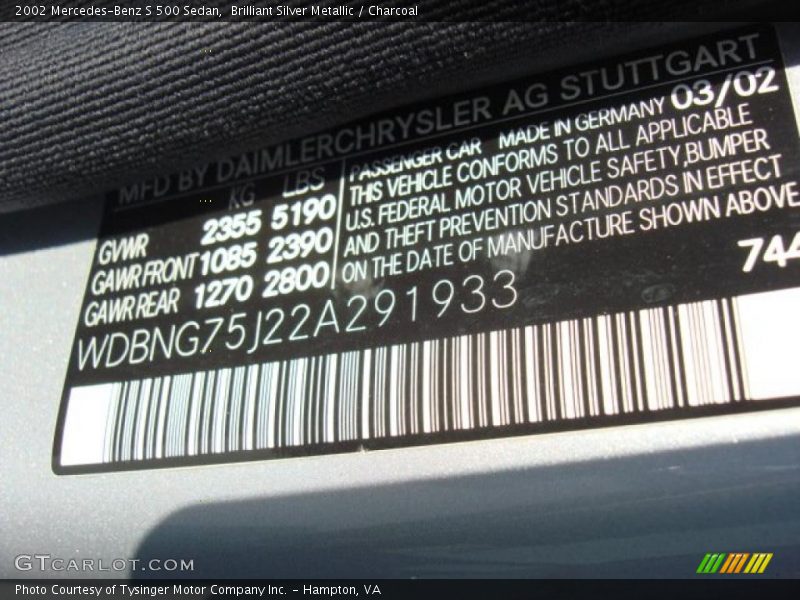 2002 Mercedes-Benz S 500 Sedan, Brilliant Silver Metallic / Charcoal
MFD BY DAIMLERCHRYSLER AG STUTTGART
KG LBS
GVWR 2355 5190
GAWR FRONT 1085 2390
GAWR REAR 1270 2800
PASSENGER CAR MADE IN GERMANY 03/02
THIS VEHICLE CONFORMS TO ALL APPLICABLE
U.S. FEDERAL MOTOR VEHICLE SAFETY,BUMPER
AND THEFT PREVENTION STANDARDS IN EFFECT
ON THE DATE OF MANUFACTURE SHOWN ABOVE
744
WDBNG75J22A291933
GTCARLOT.COM
Photo Courtesy of Tysinger Motor Company Inc. - Hampton, VA